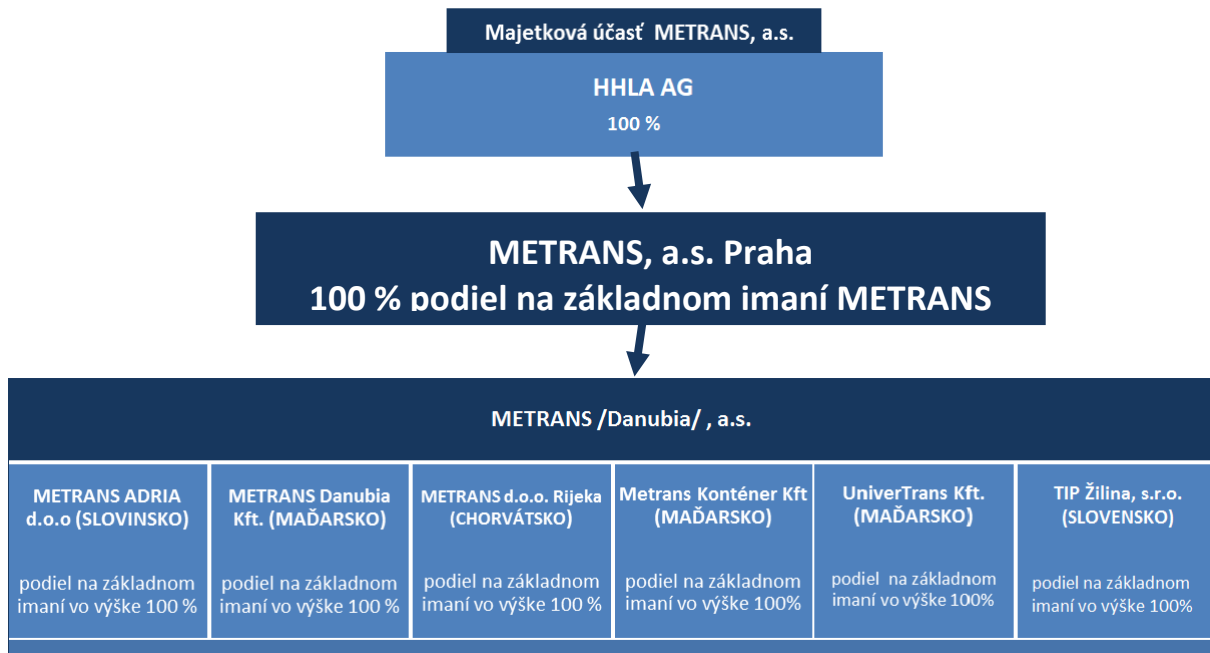 Majetková účasť METRANS, a.s.
HHLA AG
100 %
METRANS, a.s. Praha
100 % podiel na základnom imaní METRANS
METRANS /Danubia/ , a.s.
METRANS ADRIA
d.o.o (SLOVINSKO)
podiel na základnom
imaní vo výške 100 %
METRANS Danubia
Kft. (MAĎARSKO)
podiel na základnom
imaní vo výške 100 %
METRANS d.o.o. Rijeka
(CHORVÁTSKO)
podiel na základnom
imaní vo výške 100 %
Metrans Konténer Kft
(MAĎARSKO)
podiel na základnom
imaní vo výške 100%
UniverTrans Kft.
(MAĎARSKO)
podiel na základnom
imaní vo výške 100%
TIP Žilina, s.r.o.
(SLOVENSKO)
podiel na základnom
imaní vo výške 100%